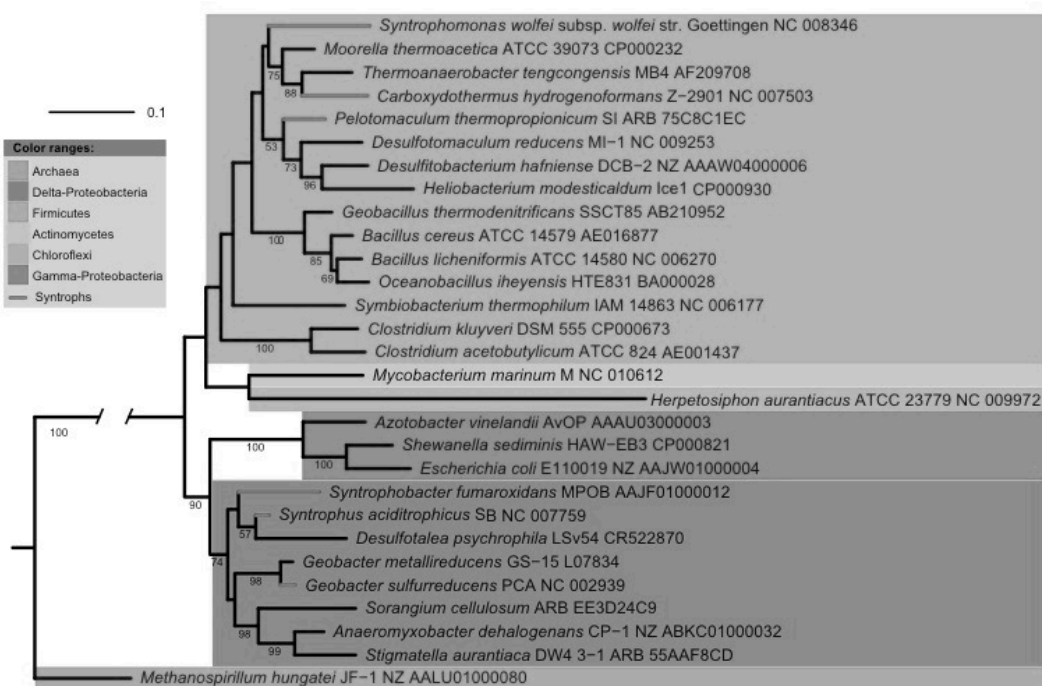 Syntrophomonas wolfei subsp. wolfei str. Goettingen NC 008346
Moorella thermoacetica ATCC 39073 CP000232
75
Thermoanaerobacter tengcongensis MB4 AF209708
88
Carboxydothermus hydrogenoformans Z-2901 NC 007503
0.1
Pelotomaculum thermopropionicum SI ARB 75C8C1EC
53
Desulfotomaculum reducens MI-1 NC 009253
73
Desulfitobacterium hafniense DCB-2 NZ AAAW04000006
96
Heliobacterium modesticaldum Ice1 CP000930
Color ranges:
Archaea
Delta-Proteobacteria
Firmicutes
Actinomycetes
Chloroflexi
Gamma-Proteobacteria
Syntrophs
Geobacillus thermodenitrificans SSCT85 AB210952
100
Bacillus cereus ATCC 14579 AE016877
85
Bacillus licheniformis ATCC 14580 NC 006270
69
Oceanobacillus iheyensis HTE831 BA000028
Symbiobacterium thermophilum IAM 14863 NC 006177
Clostridium kluyveri DSM 555 CP000673
100
Clostridium acetobutylicum ATCC 824 AE001437
Mycobacterium marinum M NC 010612
Herpetosiphon aurantiacus ATCC 23779 NC 009972
100
Azotobacter vinelandii AvOP AAAU03000003
100
Shewanella sediminis HAW-EB3 CP000821
100
Escherichia coli E110019 NZ AAJW01000004
90
Syntrophobacter fumaroxidans MPOB AAJF01000012
Syntrophus aciditrophicus SB NC 007759
57
Desulfotalea psychrophila LSv54 CR522870
74
Geobacter metallireducens GS-15 L07834
98
Geobacter sulfurreducens PCA NC 002939
Sorangium cellulosum ARB EE3D24C9
98
Anaeromyxobacter dehalogenans CP-1 NZ ABKC01000032
99
Stigmatella aurantiaca DW4 3-1 ARB 55AAF8CD
Methanospirillum hungatei JF-1 NZ AALU01000080